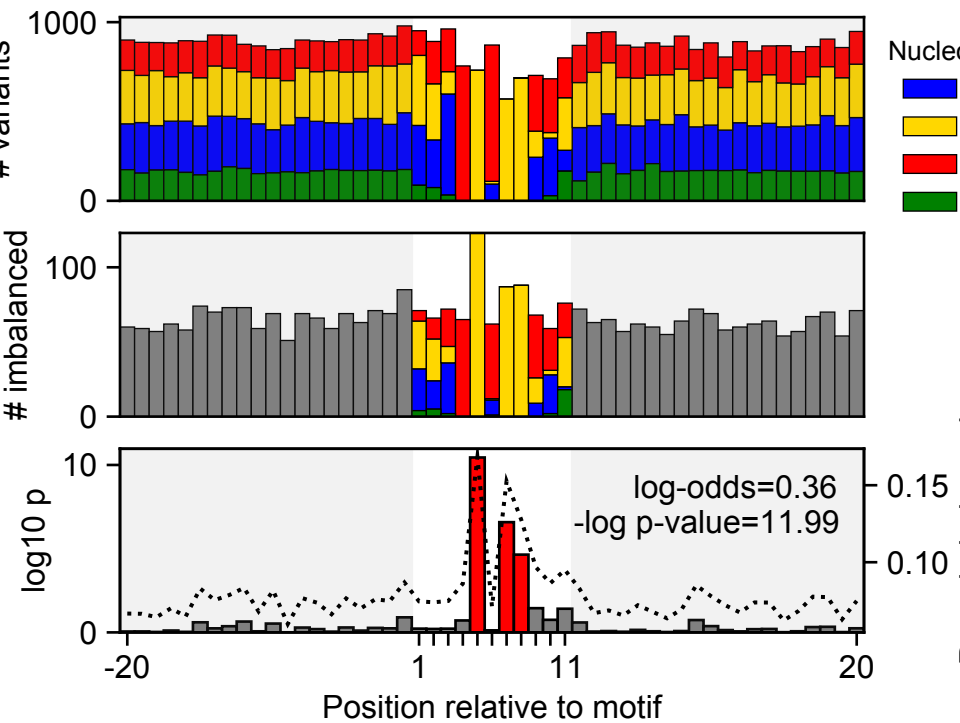 1000
0
# variants
100
0
# imbalanced
10
0
log10 p
log-odds=0.36
-log p-value=11.99
0.15
0.10
-20
1
11
20
Position relative to motif